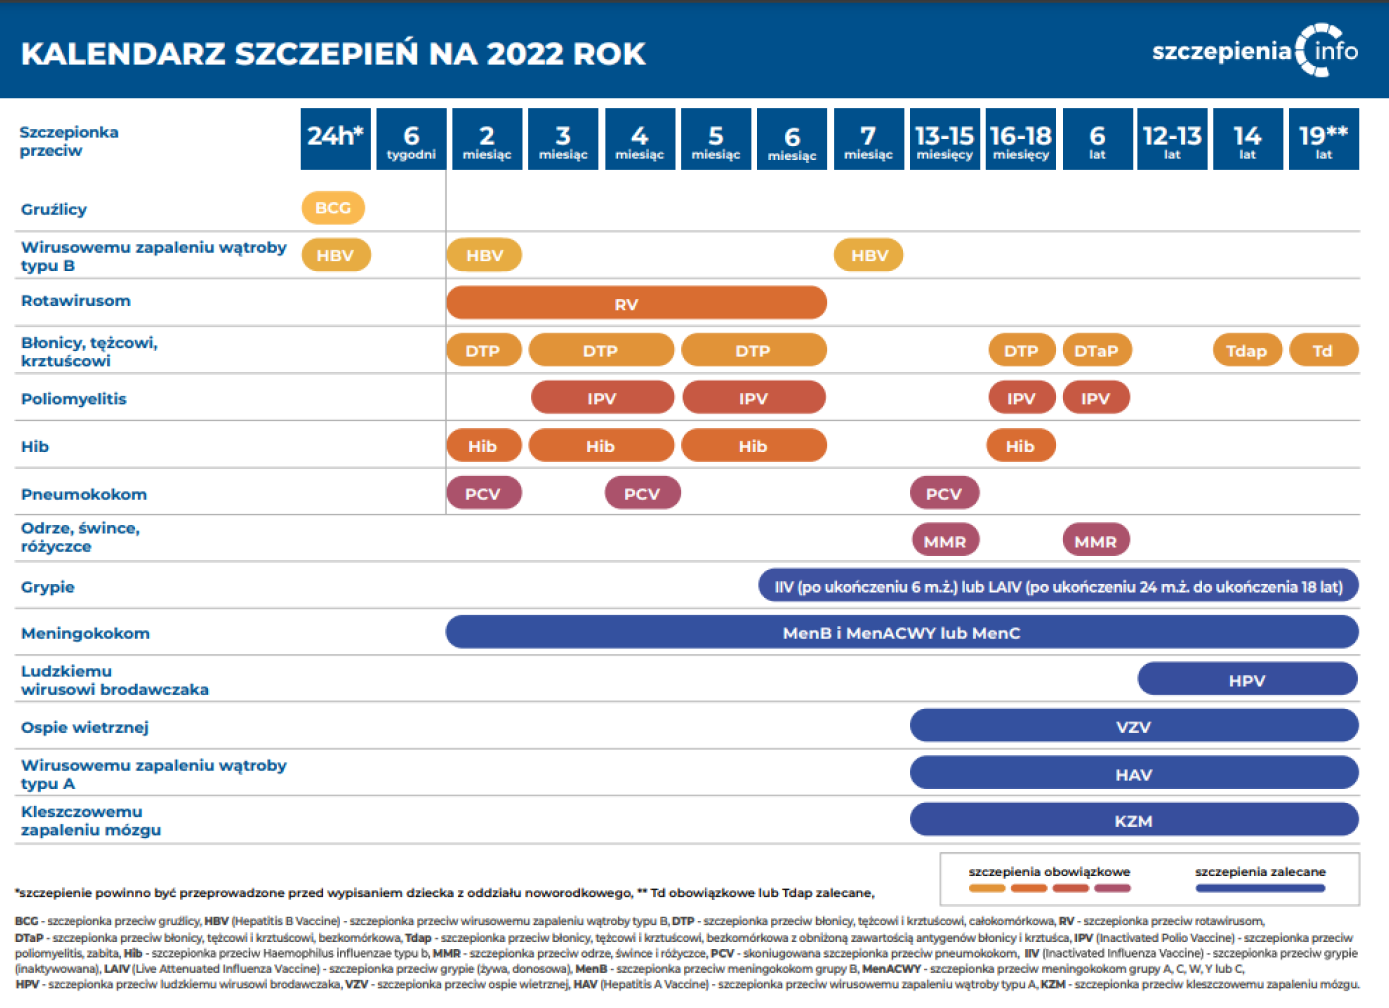 KALENDARZ SZCZEPIEŃ NA 2022 ROK
szczepienia info
Szczepionka
przeciw
24h*
6
tygodni
2
miesiąc
3
miesiąc
4
miesiąc
5
miesiąc
6
miesiąc
7
miesiąc
13-15
miesięcy
16-18
miesięcy
6
lat
12-13
lat
14
lat
19**
lat
Gruźlicy
BCG
Wirusowemu zapaleniu wątroby
typu B
HBV HBV HBV
Rotawirusom
RV
Błonicy, tężcowi,
krztuścowi
DTP DTP DTP DTP DTaP Tdap Td
Poliomyelitis
IPV IPV IPV IPV
Hib
Hib Hib Hib Hib
Pneumokokom
PCV PCV PCV
Odrze, śwince,
różyczce
MMR MMR
Grypie
IIV (po ukończeniu 6 m.ż.) lub LAIV (po ukończeniu 24 m.ż. do ukończenia 18 lat)
Meningokokom
MenB i MenACWY lub MenC
Ludzkiemu
wirusowi brodawczaka
HPV
Ospie wietrznej
VZV
Wirusowemu zapaleniu wątroby
typu A
HAV
Kleszczowemu
zapaleniu mózgu
KZM
szczepienia obowiązkowe
szczepienia zalecane
*szczepienie powinno być przeprowadzone przed wypisaniem dziecka z oddziału noworodkowego, ** Td obowiązkowe lub Tdap zalecane,
BCG - szczepionka przeciw gruźlicy, HBV (Hepatitis B Vaccine) - szczepionka przeciw wirusowemu zapaleniu wątroby typu B, DTP - szczepionka przeciw błonicy, tężcowi i krztuścowi, całokomórkowa, RV - szczepionka przeciw rotawirusom,
DTaP - szczepionka przeciw błonicy, tężcowi i krztuścowi, bezkomórkowa, Tdap - szczepionka przeciw błonicy, tężcowi i krztuścowi, bezkomórkowa z obniżoną zawartością antygenów błonicy i krztuśca, IPV (Inactivated Polio Vaccine) - szczepionka przeciw
poliomyelitis, zabita, Hib - szczepionka przeciw Haemophilus influenzae typu b, MMR - szczepionka przeciw odrze, śwince i różyczce, PCV - skoniugowana szczepionka przeciw pneumokokom, IIV (Inactivated Influenza Vaccine) - szczepionka przeciw grypie
(inaktywowana), LAIV (Live Attenuated Influenza Vaccine) - szczepionka przeciw grypie (żywa, donosowa), MenB - szczepionka przeciw meningokokom grupy B, MenACWY - szczepionka przeciw meningokokom grupy A, C, W, Y lub C,
HPV - szczepionka przeciw ludzkiemu wirusowi brodawczaka, VZV - szczepionka przeciw ospie wietrznej, HAV (Hepatitis A Vaccine) - szczepionka przeciw wirusowemu zapaleniu wątroby typu A, KZM - szczepionka przeciw kleszczowemu zapaleniu mózgu.